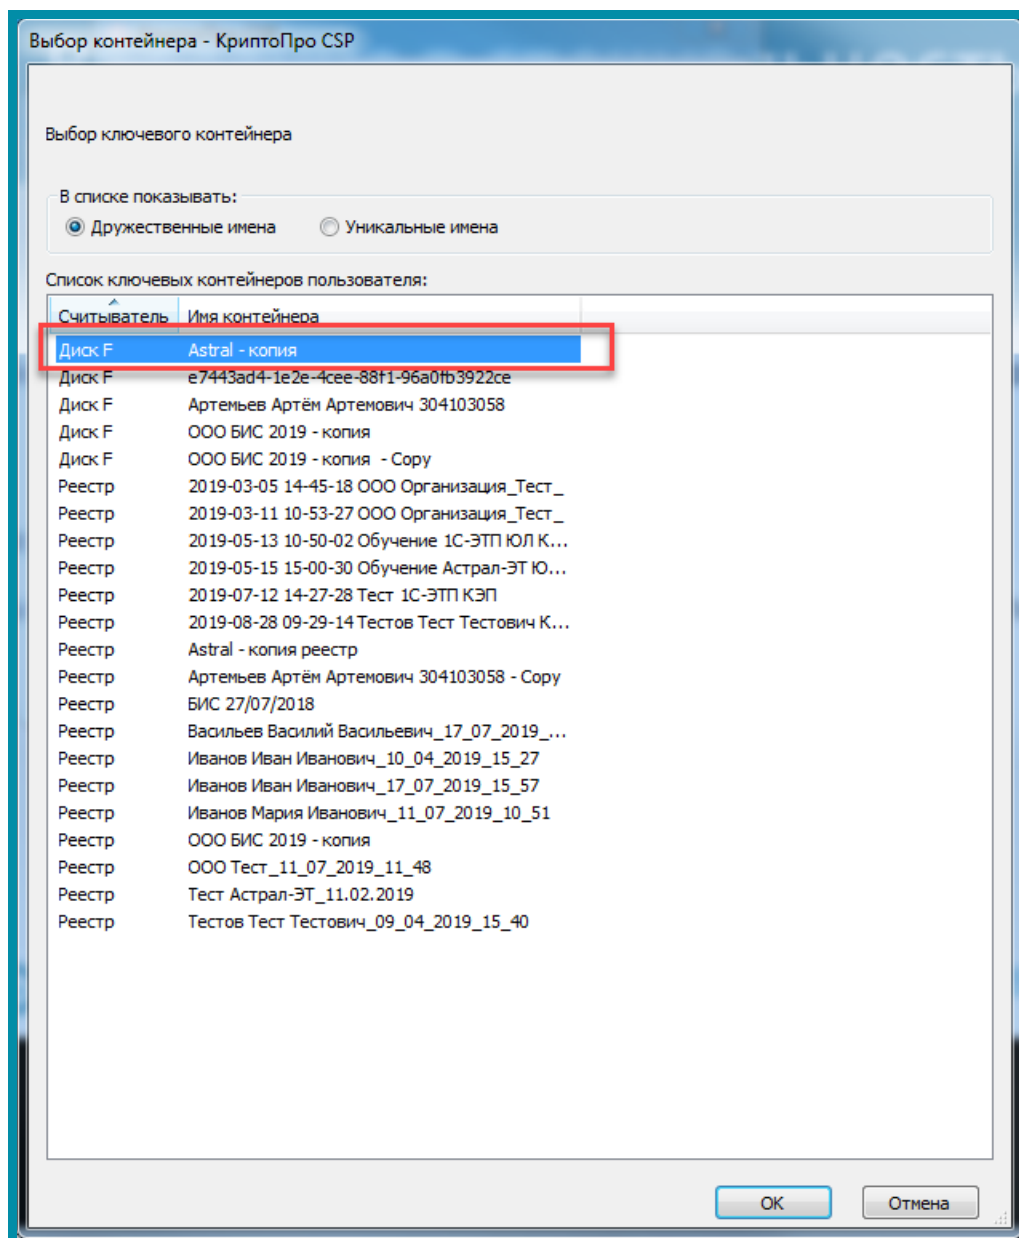 Выбор контейнера - КриптоПро CSP
Выбор ключевого контейнера
В списке показывать:
Дружественные имена Уникальные имена
Список ключевых контейнеров пользователя:
Считыватель Имя контейнера
Диск F Astral - копия
Диск F e7443ad4-1e2e-4cee-88f1-96a0fb3922ce
Диск F Артемьев Артём Артемович 304103058
Диск F ООО БИС 2019 - копия
Диск F ООО БИС 2019 - копия - Copy
Реестр 2019-03-05 14-45-18 ООО Организация_Тест_
Реестр 2019-03-11 10-53-27 ООО Организация_Тест_
Реестр 2019-05-13 10-50-02 Обучение 1С-ЭТП ЮЛ К...
Реестр 2019-05-15 15-00-30 Обучение Астрал-ЭТ Ю...
Реестр 2019-07-12 14-27-28 Тест 1С-ЭТП КЭП
Реестр 2019-08-28 09-29-14 Тестов Тест Тестович К...
Реестр Astral - копия реестр
Реестр Артемьев Артём Артемович 304103058 - Copy
Реестр БИС 27/07/2018
Реестр Васильев Василий Васильевич_17_07_2019_...
Реестр Иванов Иван Иванович_10_04_2019_15_27
Реестр Иванов Иван Иванович_17_07_2019_15_57
Реестр Иванов Мария Иванович_11_07_2019_10_51
Реестр ООО БИС 2019 - копия
Реестр ООО Тест_11_07_2019_11_48
Реестр Тест Астрал-ЭТ_11.02.2019
Реестр Тестов Тест Тестович_09_04_2019_15_40
ОК Отмена